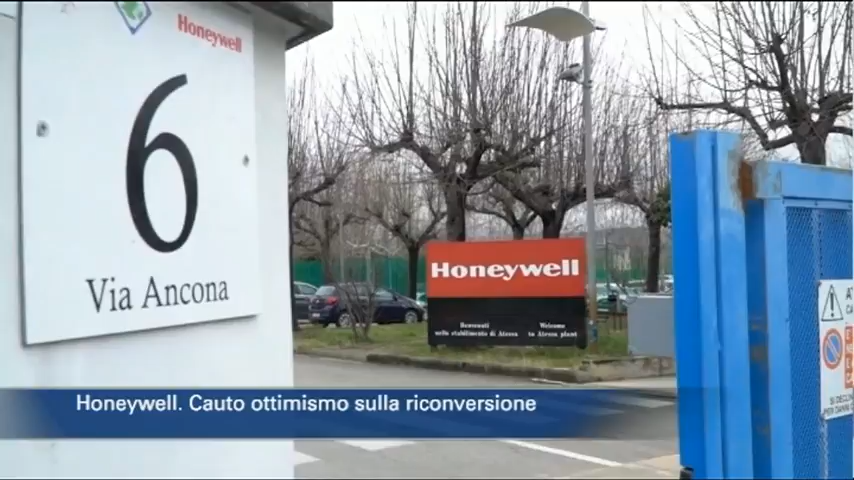 Honeywell
6
Via Ancona
Honeywell
Benvenuti
nello stabilimento di Atessa
Welcome
to Atessa plant
Honeywell. Cauto ottimismo sulla riconversione